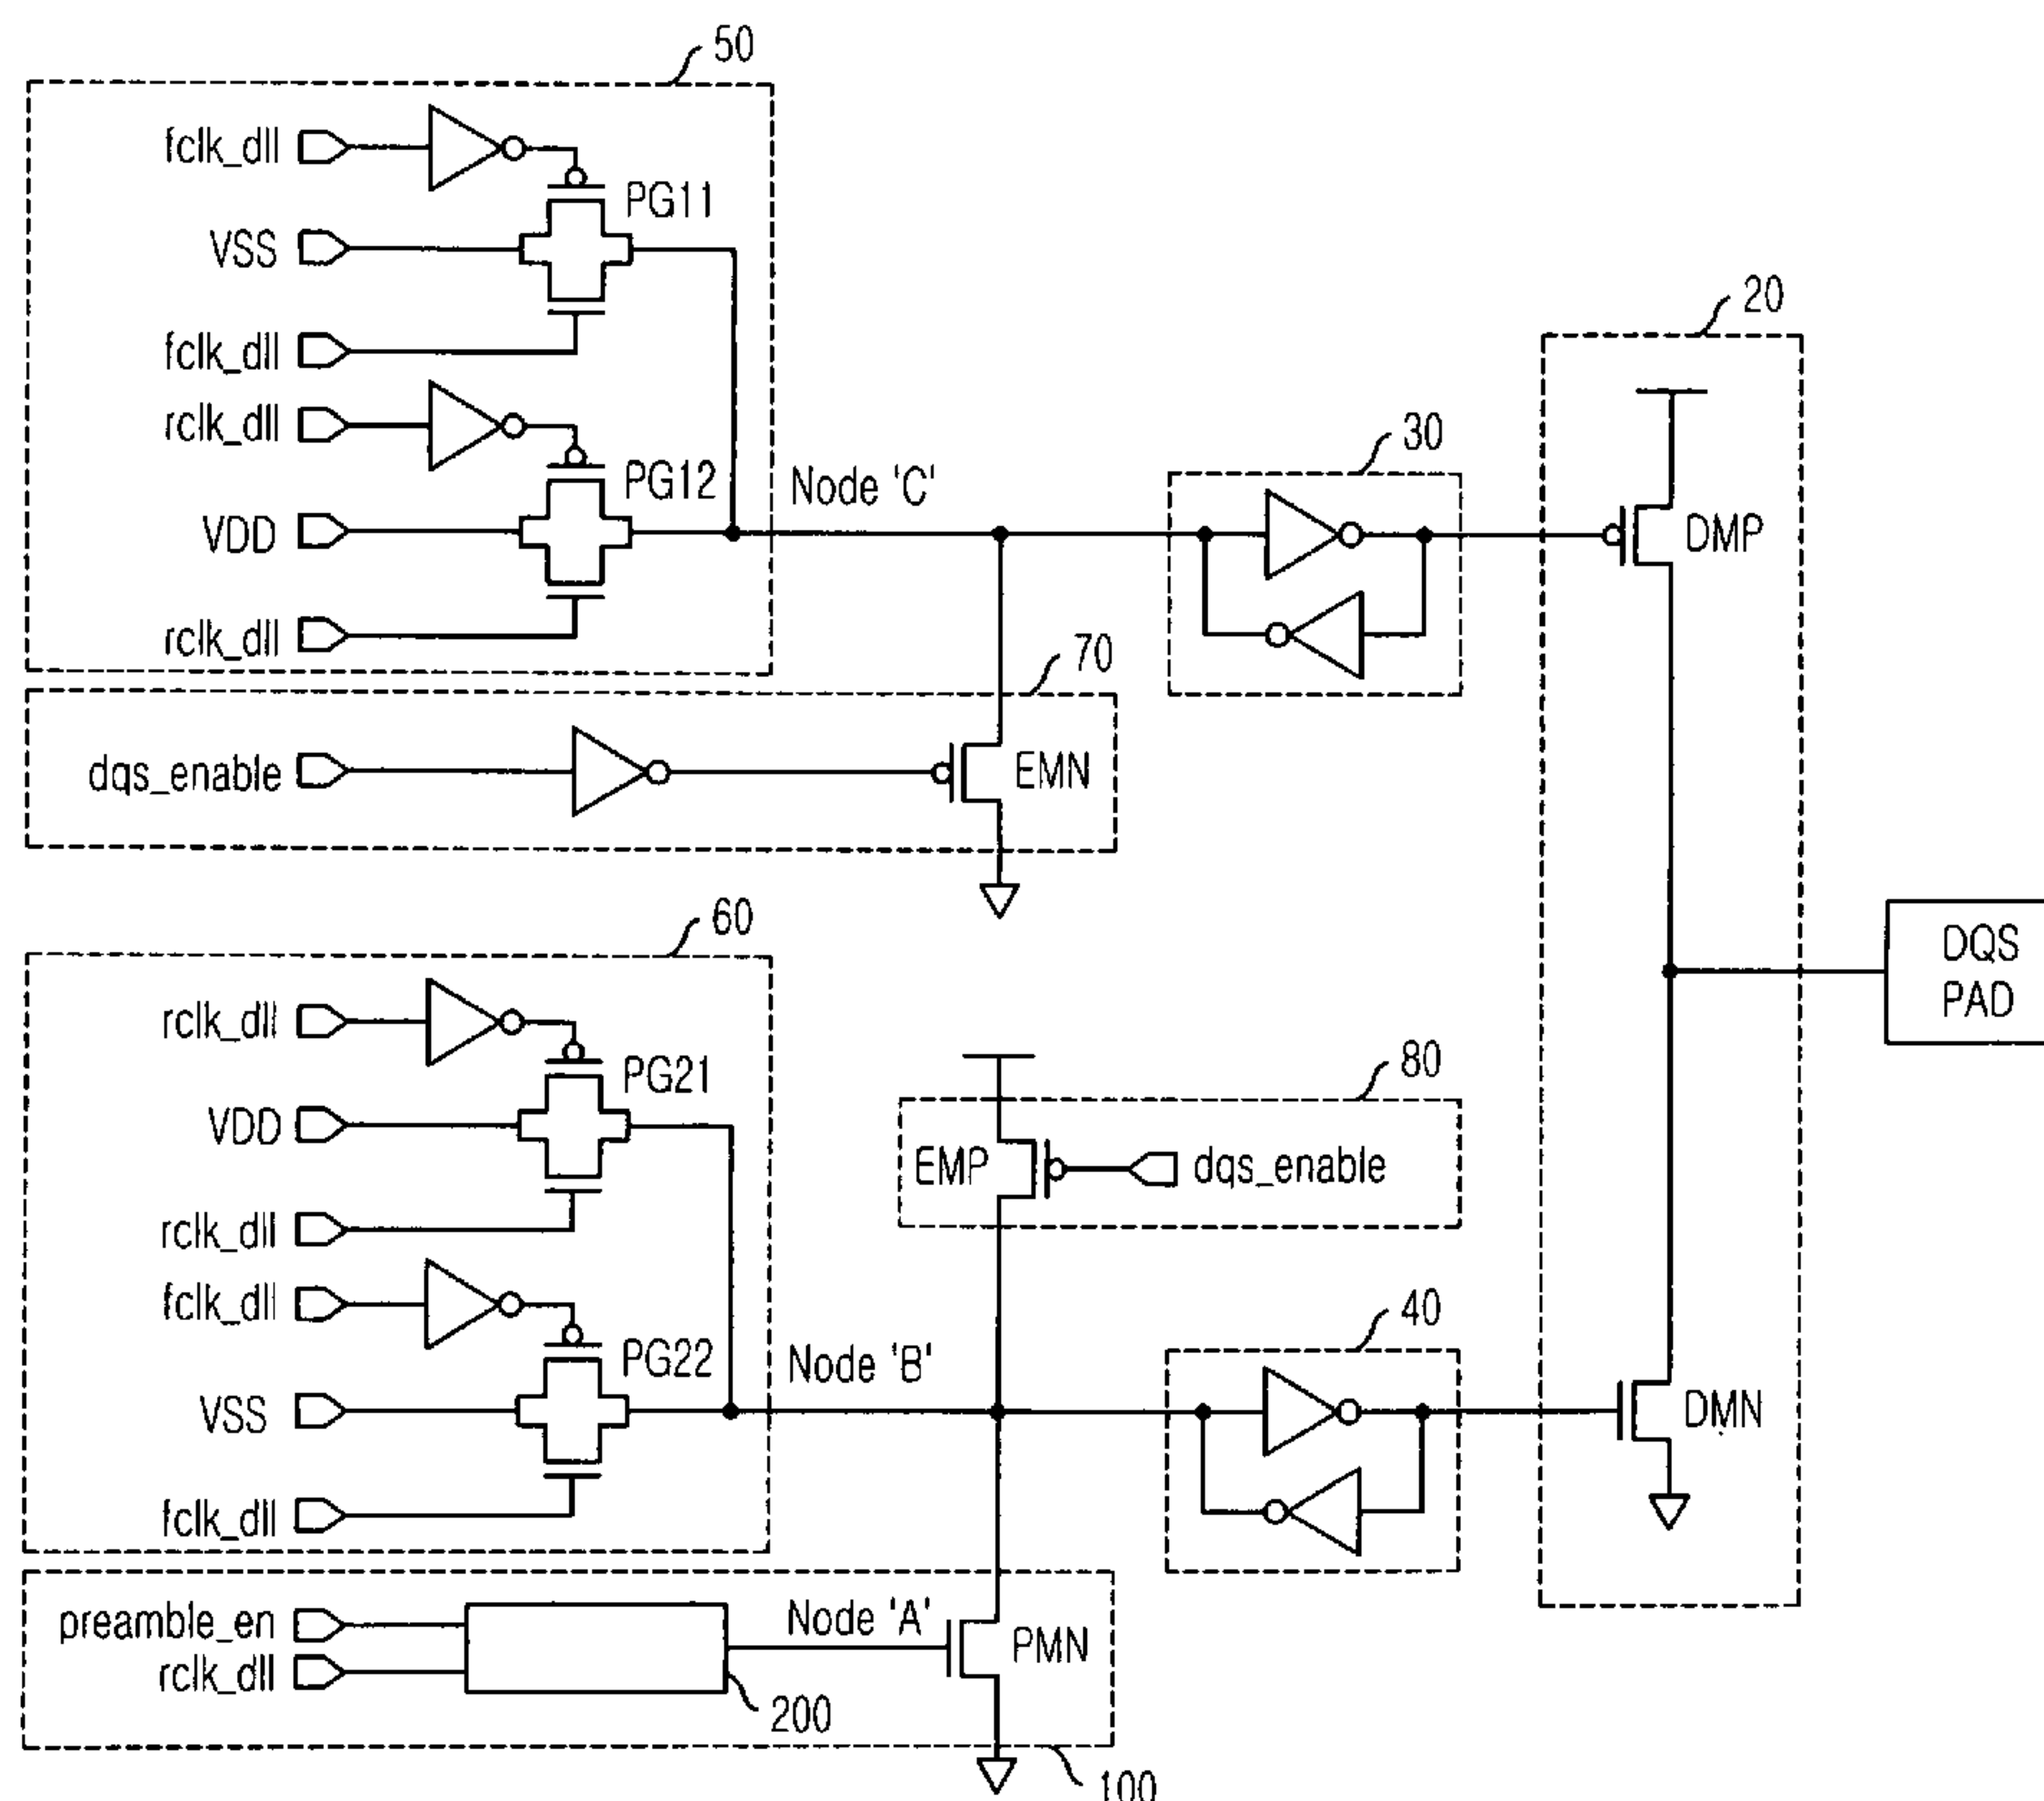 50
fclk_dll
PG11
VSS
fclk_dll
rclk_dll
PG12
VDD
rclk_dll
Node 'C'
30
20
DMP
70
dqs_enable
EMN
60
rclk_dll
PG21
VDD
rclk_dll
fclk_dll
PG22
VSS
fclk_dll
Node 'B'
80
EMP
dqs_enable
40
DQS
PAD
DMN
preamble_en
rclk_dll
Node 'A'
PMN
200
100